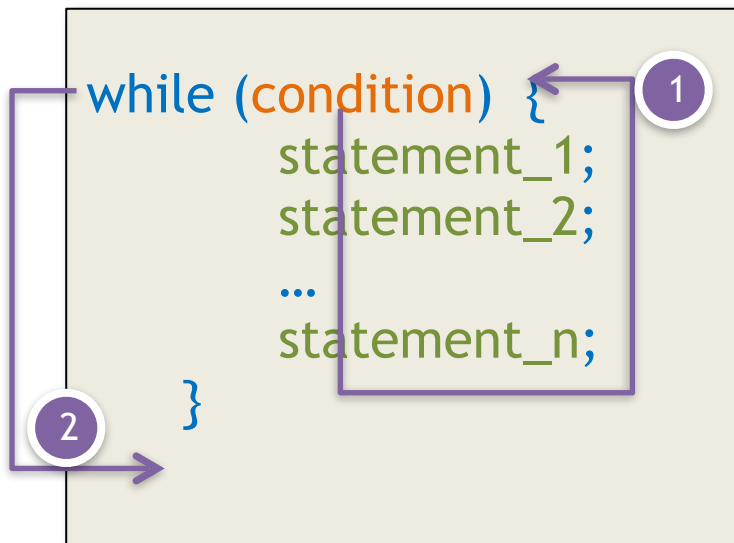 while (condition) {
statement_1;
statement_2;
…
statement_n;
}
1
2